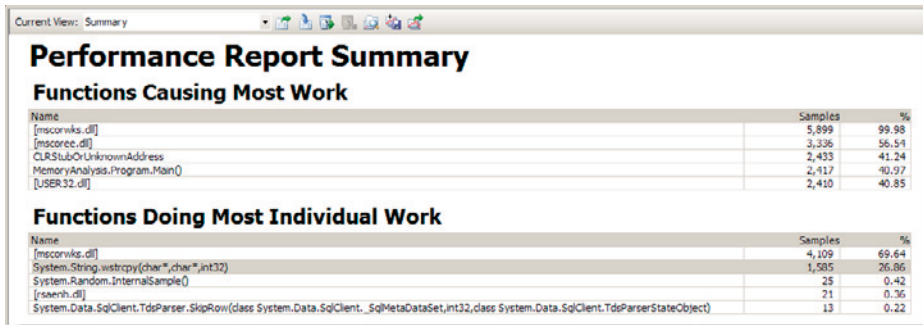 Current View: Summary
Performance Report Summary
Functions Causing Most Work
Name Samples %
[mscorwks.dll] 5,899 99.98
[mscoree.dll] 3,336 56.54
CLRStubOrUnknownAddress 2,433 41.24
MemoryAnalysis.Program.Main() 2,417 40.97
[USER32.dll] 2,410 40.85
Functions Doing Most Individual Work
Name Samples %
[mscorwks.dll] 4,109 69.64
System.String.wstrcpy(char*,char*,int32) 1,585 26.86
System.Random.InternalSample() 25 0.42
[rsaenh.dll] 21 0.36
System.Data.SqlClient.TdsParser.SkipRow(class System.Data.SqlClient._SqlMetaDataSet,int32,class System.Data.SqlClient.TdsParserStateObject) 13 0.22